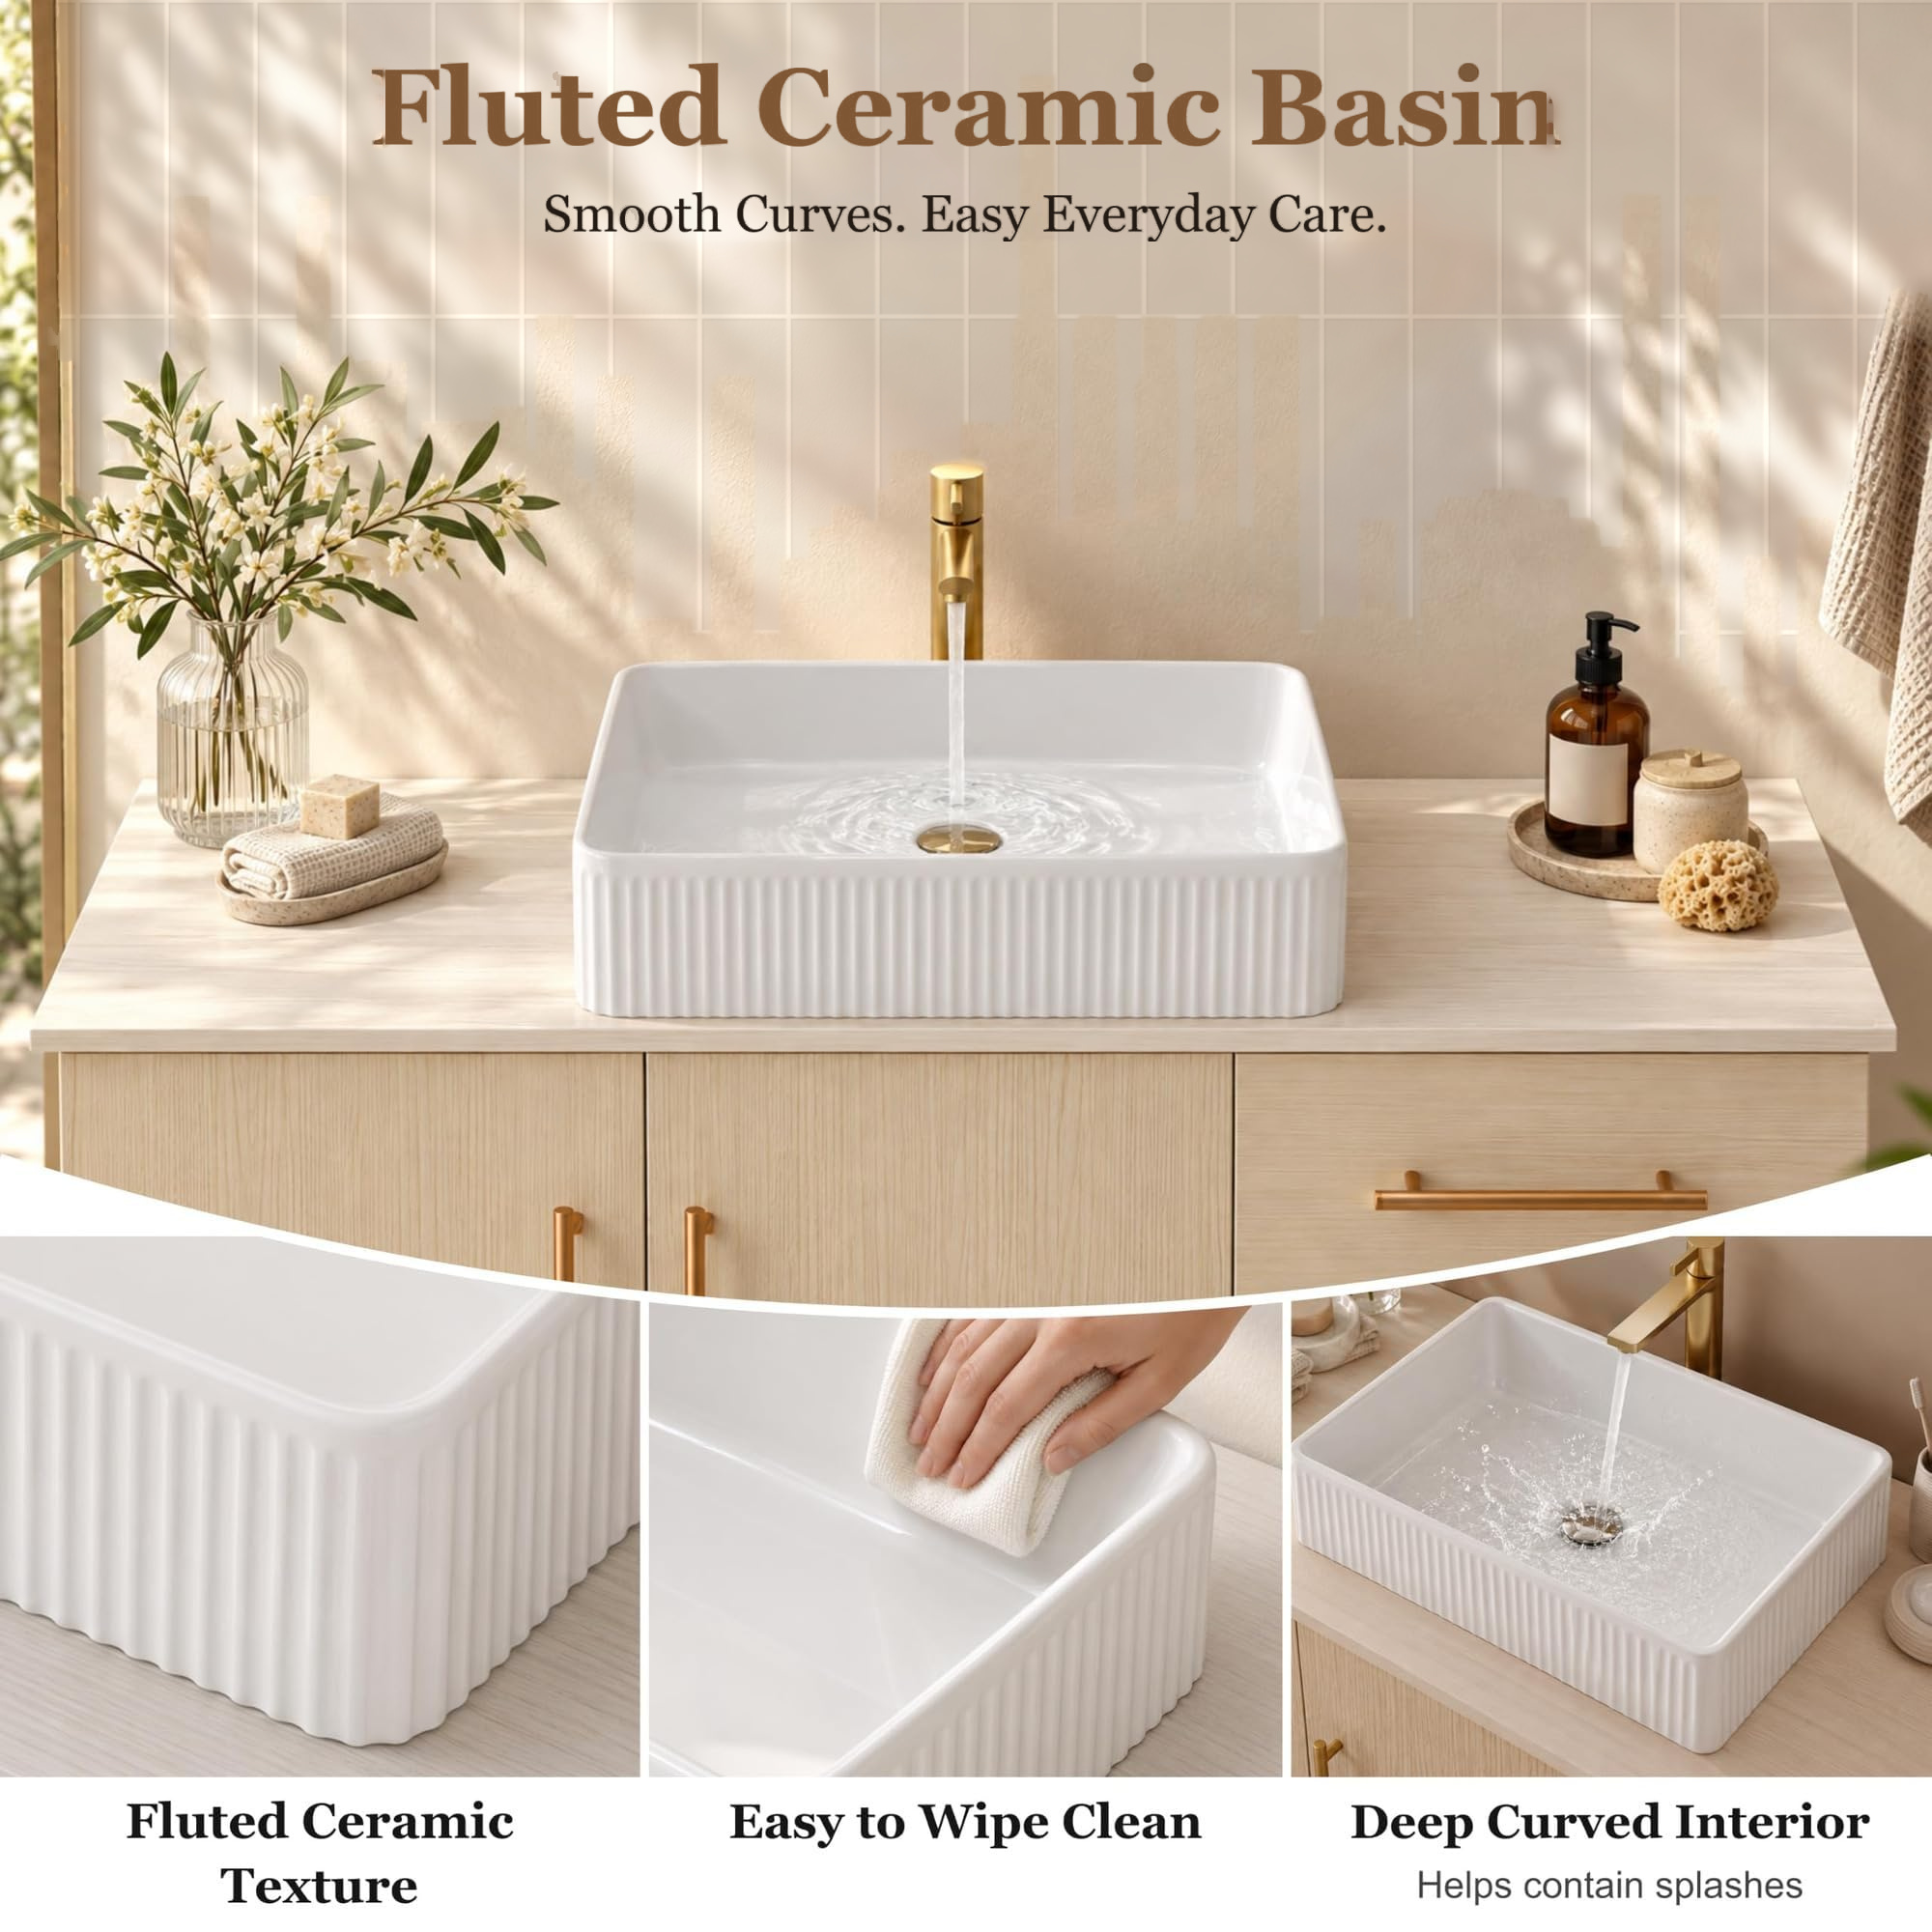 Fluted Ceramic Basin
Smooth Curves. Easy Everyday Care.
Fluted Ceramic
Texture
Easy to Wipe Clean
Deep Curved Interior
Helps contain splashes